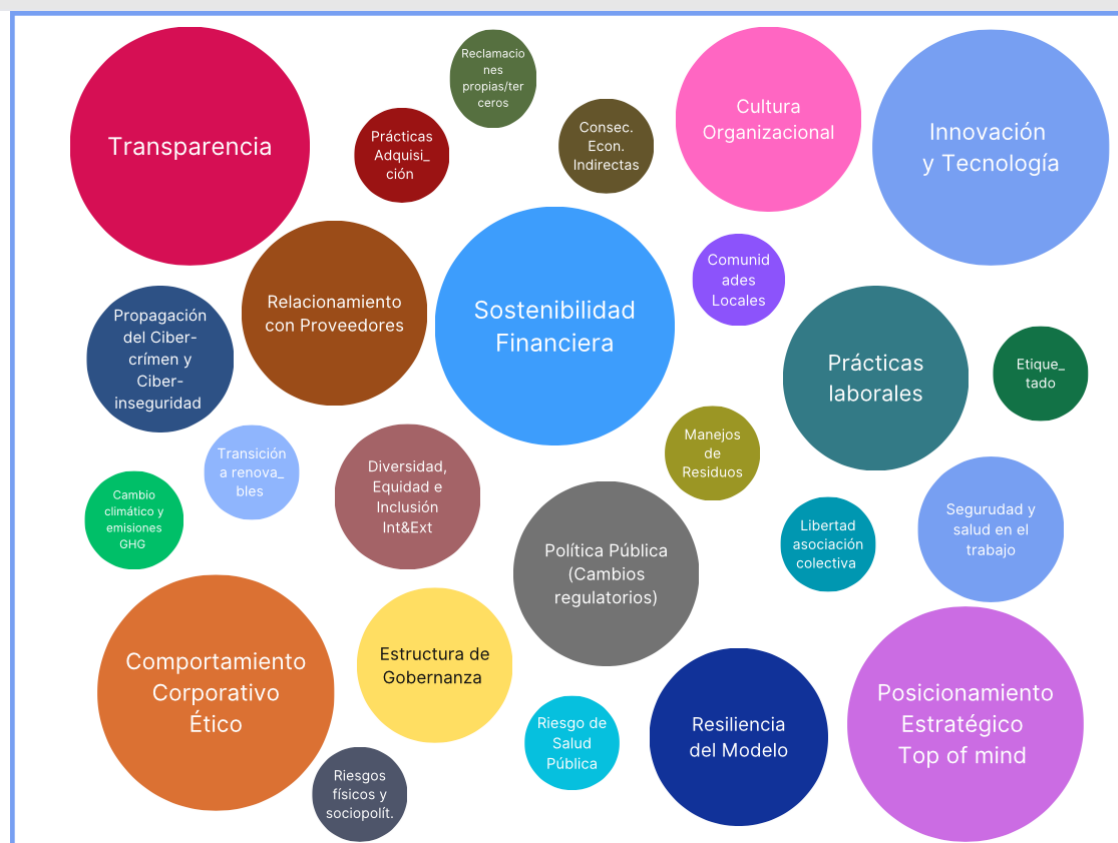 Transparencia
Reclamacio
nes
propias/ter
ceros
Prácticas
Adquisi_
ción
Consec.
Econ.
Indirectas
Cultura
Organizacional
Innovación
y Tecnología
Relacionamiento
con Proveedores
Sostenibilidad
Financiera
Comunid
ades
Locales
Propagación
del Ciber-
crímen y
Ciber-
inseguridad
Prácticas
laborales
Etique_
tado
Transición
a renova_
bles
Diversidad,
Equidad e
Inclusión
Int&Ext
Manejos
de
Residuos
Cambio
climático y
emisiones
GHG
Política Pública
(Cambios
regulatorios)
Libertad
asociación
colectiva
Segurudad y
salud en el
trabajo
Comportamiento
Corporativo
Ético
Estructura de
Gobernanza
Riesgo de
Salud
Pública
Resiliencia
del Modelo
Posicionamiento
Estratégico
Top of mind
Riesgos
físicos y
sociopolít.